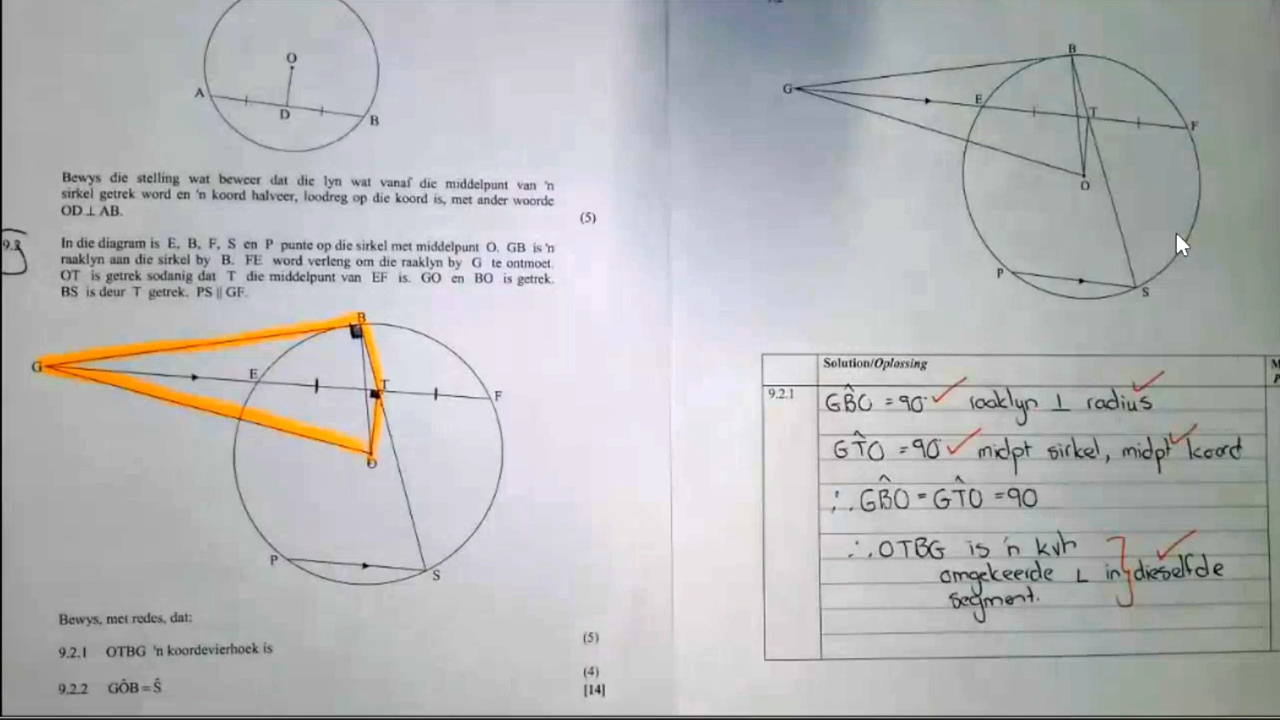 O
A
D
B
Bewys die stelling wat beweer dat die lyn wat vanaf die middelpunt van 'n
sirkel getrek word en 'n koord halveer, loodreg op die koord is, met ander woorde
OD ⊥ AB.
(5)
In die diagram is E, B, F, S en P punte op die sirkel met middelpunt O. GB is 'n
raaklyn aan die sirkel by B. FE word verleng om die raaklyn by G te ontmoet.
OT is getrek sodanig dat T die middelpunt van EF is. GO en BO is getrek.
BS is deur T getrek. PS || GF.
B
G
E
T
F
O
P
S
Bewys, met redes, dat:
9.2.1 OTBG 'n koordevierhoek is
(5)
9.2.2 GÔB = Ŝ
(4)
[14]
B
G
E
T
F
O
P
S
Solution/Oplossing
9.2.1
GB̂O = 90° raaklyn ⊥ radius
GT̂O = 90° midpt sirkel, midpt koord
∴ GB̂O = GT̂O = 90
∴ OTBG is 'n kvh
omgekeerde ∠ in dieselfde
segment.